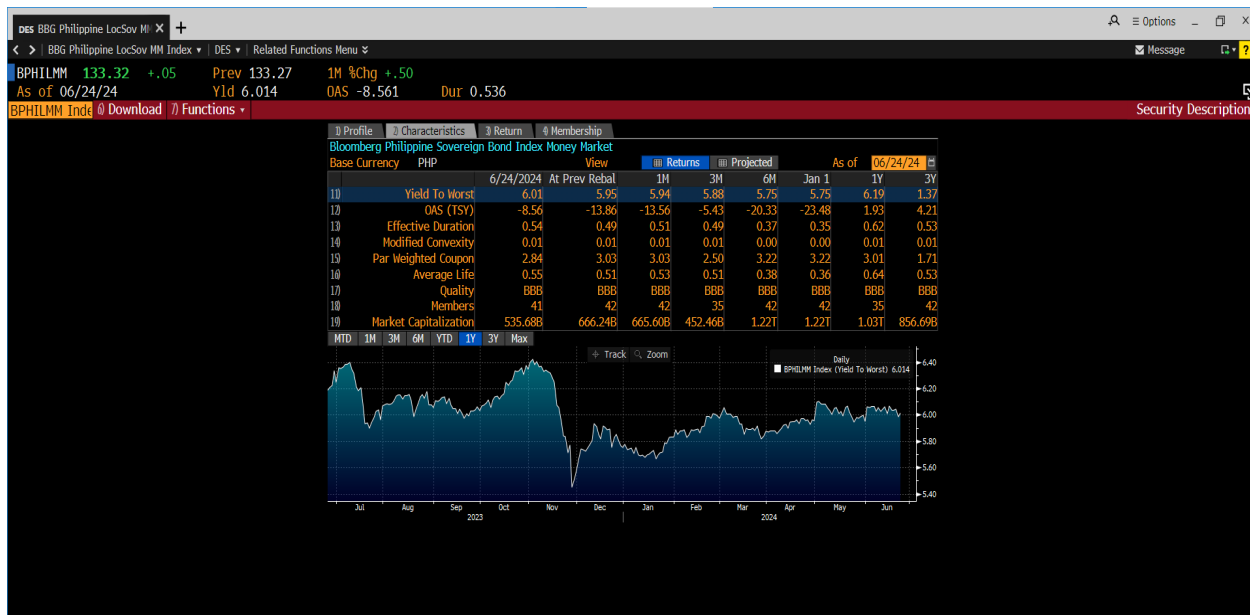 DES BBG Philippine LocSov MM × +
Options
< > BBG Philippine LocSov MM Index ▾ | DES ▾ | Related Functions Menu
Message
?
BPHILMM 133.32 +.05 Prev 133.27 1M %Chg +.50
As of 06/24/24 Yld 6.014 OAS -8.561 Dur 0.536
BPHILMM Inde 6) Download 7) Functions ▾ Security Description
1) Profile 2) Characteristics 3) Return 4) Membership
Bloomberg Philippine Sovereign Bond Index Money Market
Base Currency PHP View Returns Projected As of 06/24/24
6/24/2024 At Prev Rebal 1M 3M 6M Jan 1 1Y 3Y
11) Yield To Worst 6.01 5.95 5.94 5.88 5.75 5.75 6.19 1.37
12) OAS (TSY) -8.56 -13.86 -13.56 -5.43 -20.33 -23.48 1.93 4.21
13) Effective Duration 0.54 0.49 0.51 0.49 0.37 0.35 0.62 0.53
14) Modified Convexity 0.01 0.01 0.01 0.01 0.00 0.00 0.01 0.01
15) Par Weighted Coupon 2.84 3.03 3.03 2.50 3.22 3.22 3.01 1.71
16) Average Life 0.55 0.51 0.53 0.51 0.38 0.36 0.64 0.53
17) Quality BBB BBB BBB BBB BBB BBB BBB BBB
18) Members 41 42 42 35 42 42 35 42
19) Market Capitalization 535.68B 666.24B 665.60B 452.46B 1.22T 1.22T 1.03T 856.69B
MTD 1M 3M 6M YTD 1Y 3Y Max
Track Zoom
Daily
BPHILMM Index (Yield To Worst) 6.014
6.40
6.20
6.00
5.80
5.60
5.40
Jul Aug Sep Oct Nov Dec Jan Feb Mar Apr May Jun
2023 2024